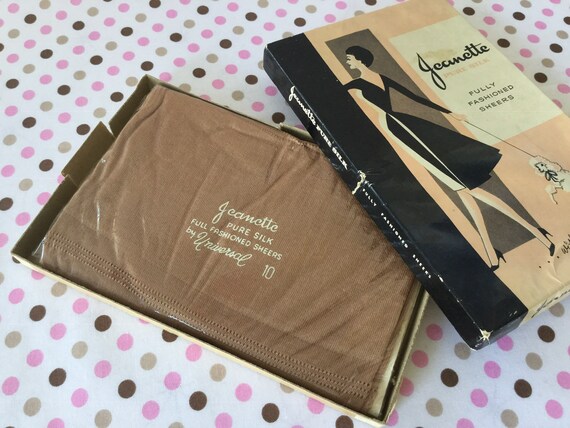 Jeanette
PURE SILK
FULLY
FASHIONED
SHEERS
Jeanette PURE SILK
FULLY FASHIONED SHEERS
Jeanette
PURE SILK
FULL FASHIONED SHEERS
by Universal
10